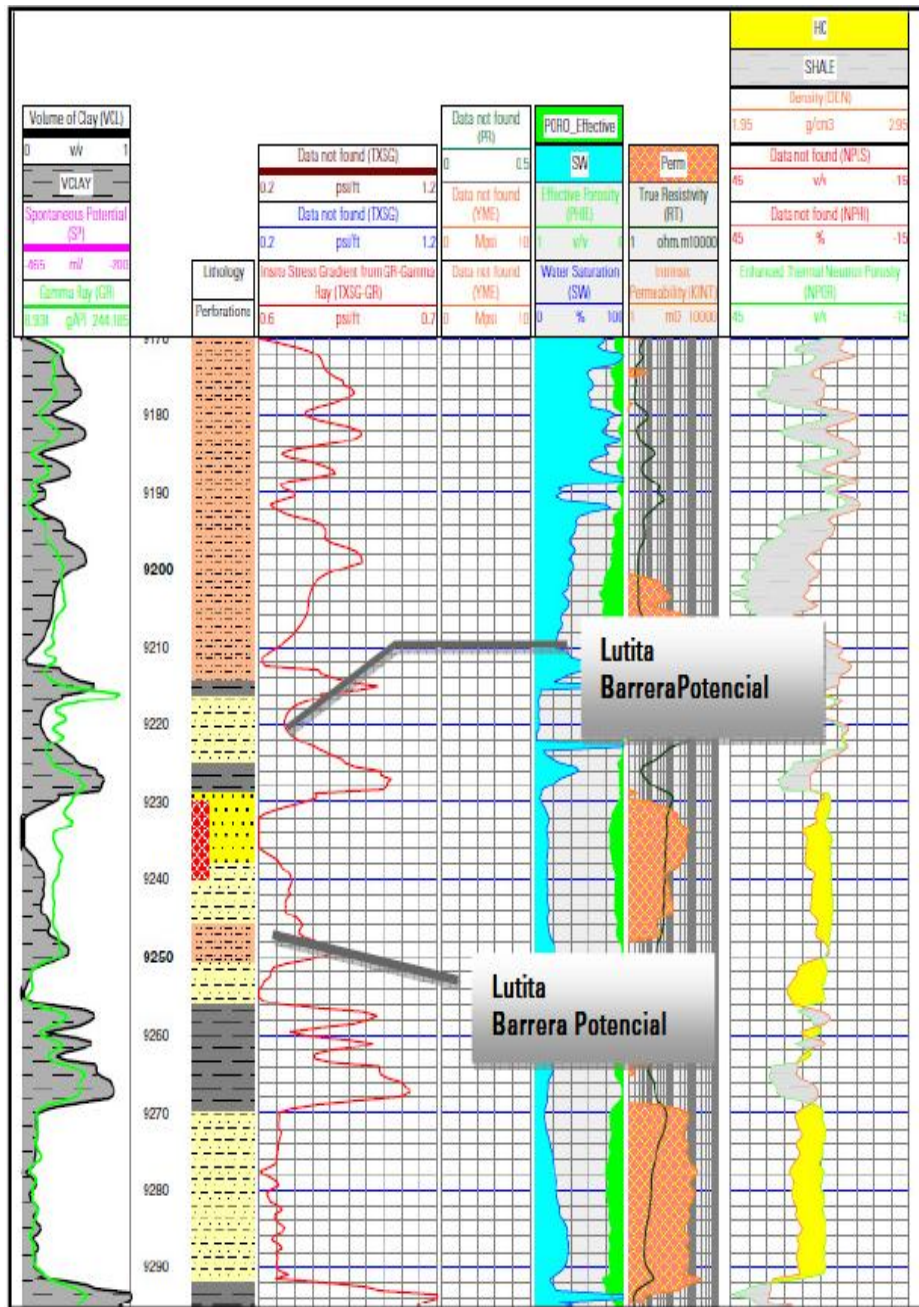 HC
SHALE
Density (DEN)
1.95 g/cm3 2.95
Volume of Clay (VCL)
0 v/v 1
VCLAY
Spontaneous Potential
(SP)
-465 mV -200
Gamma Ray (GR)
gAPI
Lithology
Perforations
Data not found (TXSG)
0.2 psi/ft 1.2
Data not found (TXSG)
0.2 psi/ft 1.2
Insitu Stress Gradient from GR-Gamma
Ray (TXSG-GR)
0.6 psi/ft 0.7
Data not found
(PR)
0 0.5
Data not found
(YME)
0 Mpsi 10
Data not found
(YME)
0 Mpsi 10
PORO_Effective
SW
Effective Porosity
(PHIE)
1 v/v
Water Saturation
(SW)
0 % 100
Perm
True Resistivity
(RT)
1 ohm.m10000
Intrinsic
Permeability (KINT)
1 mD 10000
Data not found (NPLS)
45 v/v -15
Data not found (NPHI)
45 % -15
Enhanced Thermal Neutron Porosity
(NPOR)
45 v/v -15
9170
9180
9190
9200
9210
9220
9230
9240
9250
9260
9270
9280
9290
Lutita
BarreraPotencial
Lutita
Barrera Potencial